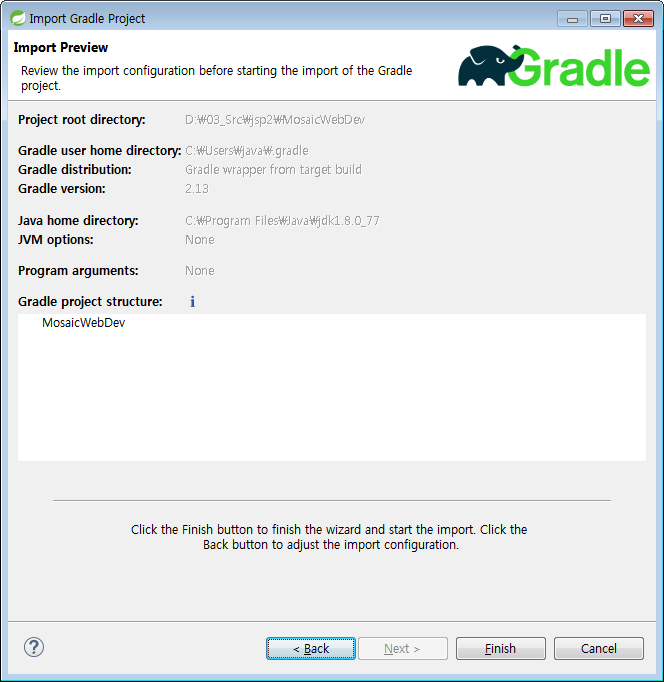 Import Gradle Project
Import Preview
Review the import configuration before starting the import of the Gradle
project.
Gradle
Project root directory: D:₩03_Src₩jsp2₩MosaicWebDev
Gradle user home directory: C:₩Users₩java₩.gradle
Gradle distribution: Gradle wrapper from target build
Gradle version: 2.13
Java home directory: C:₩Program Files₩Java₩jdk1.8.0_77
JVM options: None
Program arguments: None
Gradle project structure: i
MosaicWebDev
Click the Finish button to finish the wizard and start the import. Click the
Back button to adjust the import configuration.
? < Back Next > Finish Cancel